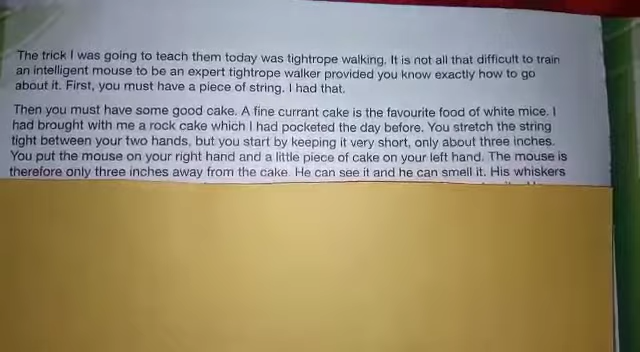 The trick I was going to teach them today was tightrope walking. It is not all that difficult to train
an intelligent mouse to be an expert tightrope walker provided you know exactly how to go
about it. First, you must have a piece of string. I had that.
Then you must have some good cake. A fine currant cake is the favourite food of white mice. I
had brought with me a rock cake which I had pocketed the day before. You stretch the string
tight between your two hands, but you start by keeping it very short, only about three inches.
You put the mouse on your right hand and a little piece of cake on your left hand. The mouse is
therefore only three inches away from the cake. He can see it and he can smell it. His whiskers